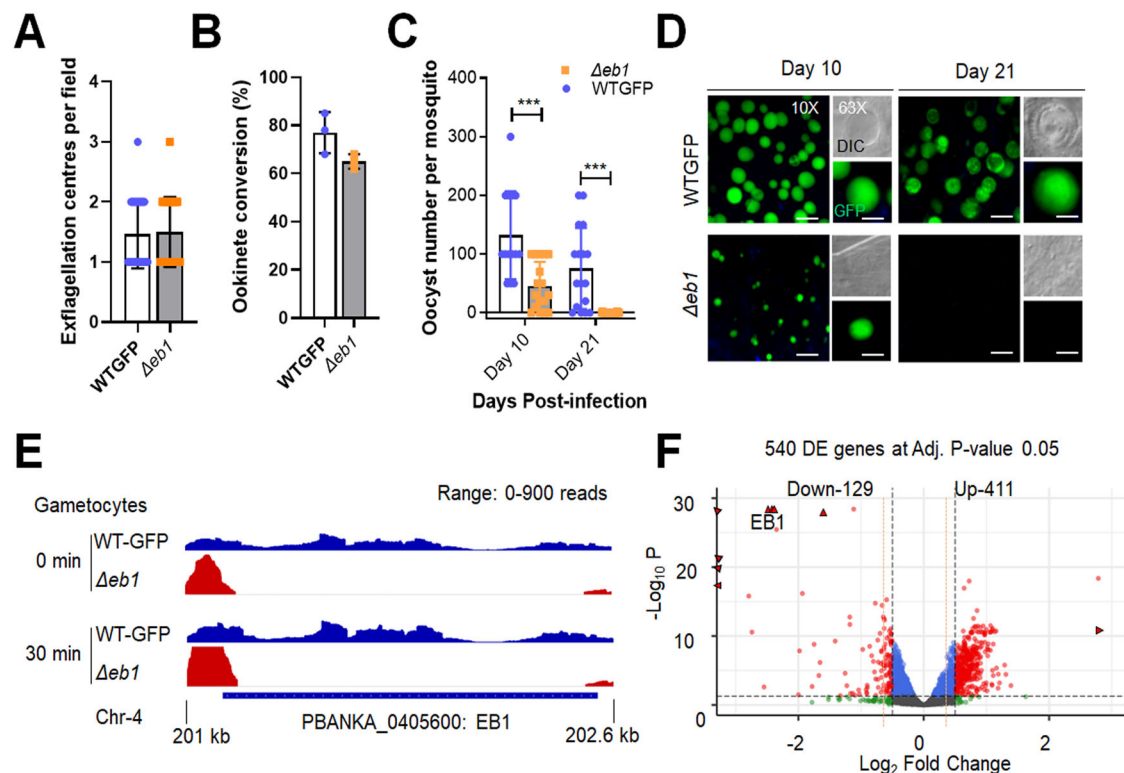 A
Exflagellation centres per field
4
3
2
1
0
WTGFP
Δeb1
B
Ookinete conversion (%)
100
80
60
40
20
0
WTGFP
Δeb1
C
Oocyst number per mosquito
400
300
200
100
0
Δeb1
WTGFP
***
***
Day 10
Day 21
Days Post-infection
D
Day 10
Day 21
WTGFP
Δeb1
10X
63X
DIC
GFP
E
Gametocytes
Range: 0-900 reads
0 min
WT-GFP
Δeb1
30 min
WT-GFP
Δeb1
Chr-4
PBANKA_0405600: EB1
201 kb
202.6 kb
F
540 DE genes at Adj. P-value 0.05
Down-129
Up-411
EB1
-Log10 P
30
20
10
0
-2
0
2
Log2 Fold Change